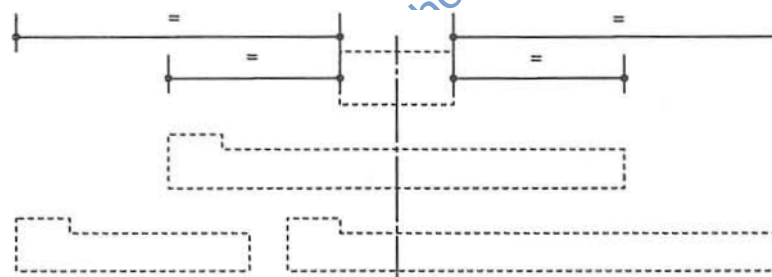 = =
= =